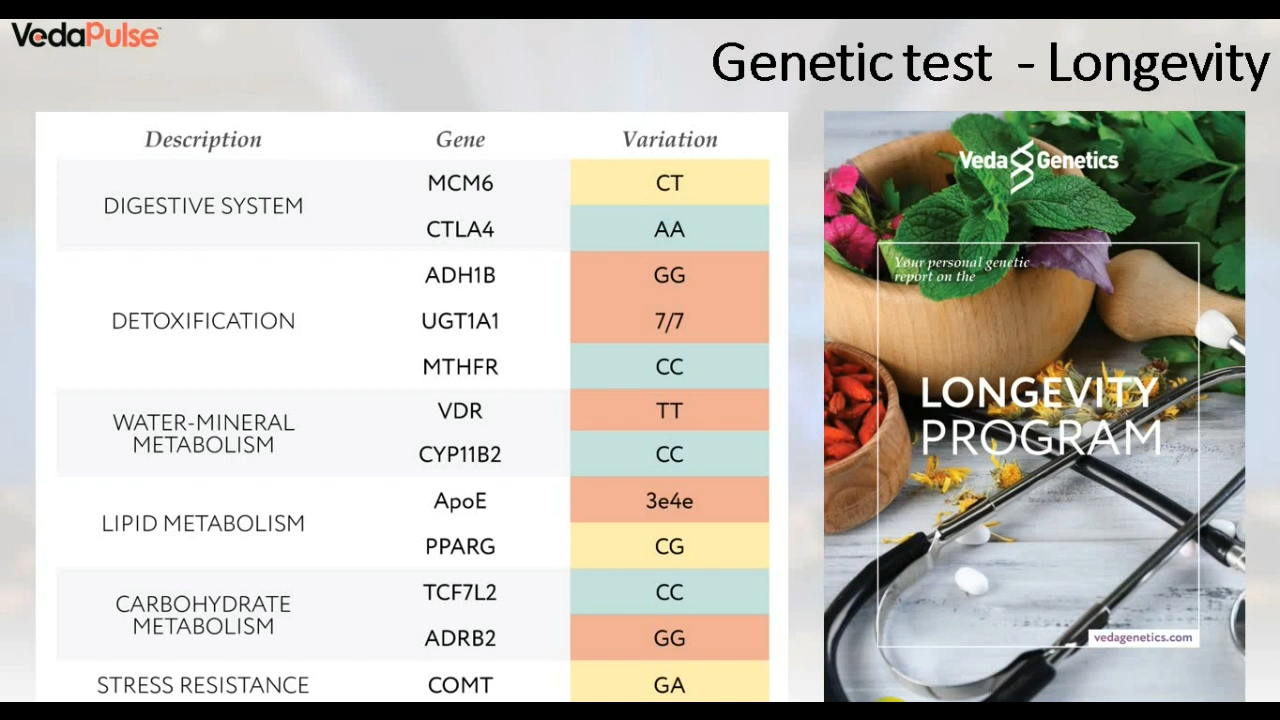 VedaPulse™
Genetic test - Longevity
Description Gene Variation
DIGESTIVE SYSTEM
MCM6 CT
CTLA4 AA
DETOXIFICATION
ADH1B GG
UGT1A1 7/7
MTHFR CC
WATER-MINERAL
METABOLISM
VDR TT
CYP11B2 CC
LIPID METABOLISM
ApoE 3e4e
PPARG CG
CARBOHYDRATE
METABOLISM
TCF7L2 CC
ADRB2 GG
STRESS RESISTANCE
COMT GA
Veda Genetics
Your personal genetic
report on the
LONGEVITY
PROGRAM
vedagenetics.com